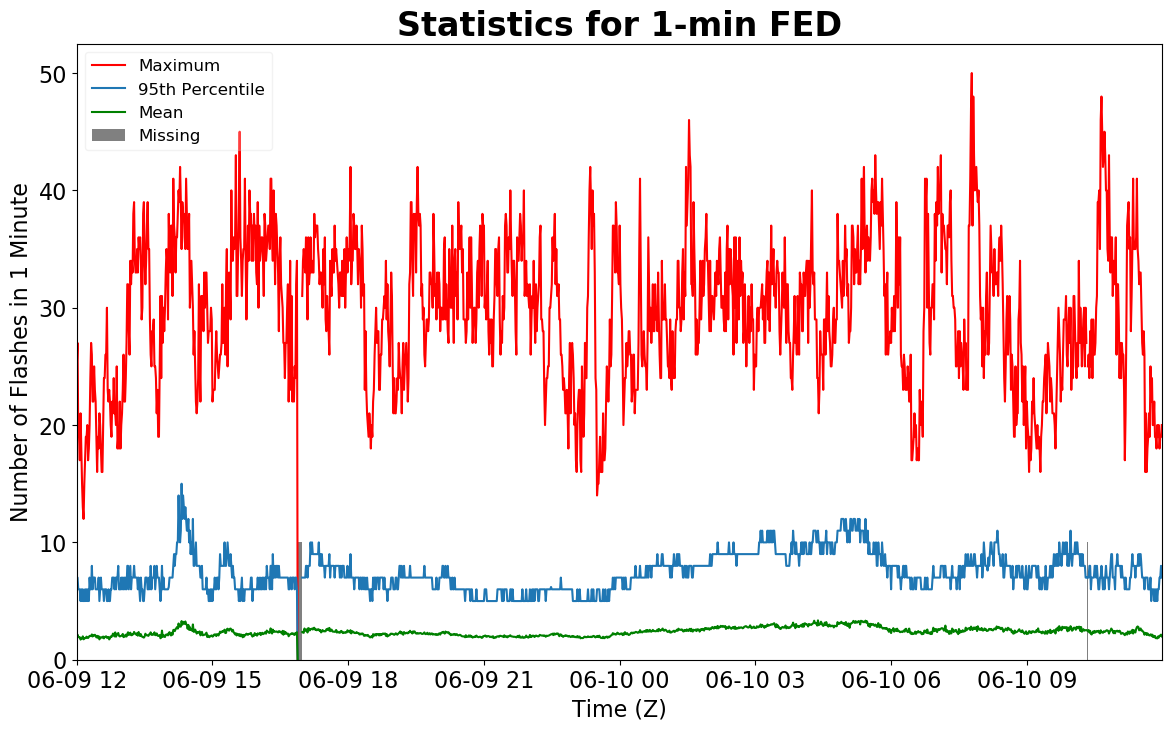 Statistics for 1-min FED
Maximum
95th Percentile
Mean
Missing
Number of Flashes in 1 Minute
50
40
30
20
10
0
06-09 12
06-09 15
06-09 18
06-09 21
06-10 00
06-10 03
06-10 06
06-10 09
Time (Z)